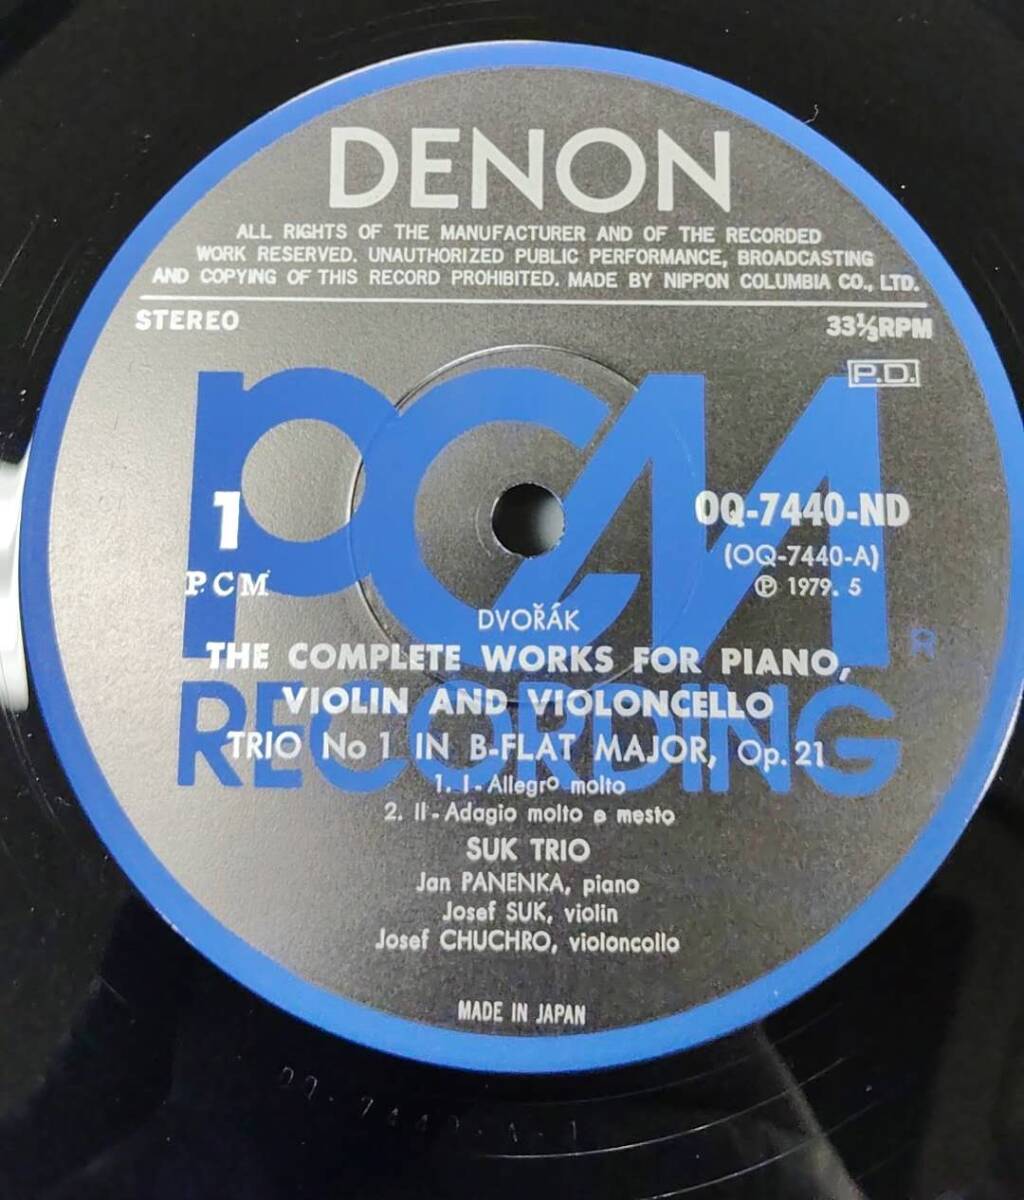 DENON
ALL RIGHTS OF THE MANUFACTURER AND OF THE RECORDED
WORK RESERVED. UNAUTHORIZED PUBLIC PERFORMANCE, BROADCASTING
AND COPYING OF THIS RECORD PROHIBITED. MADE BY NIPPON COLUMBIA CO., LTD.
STEREO
33⅓RPM
P.D.
PCM
RECORDING
R
1
PCM
OQ-7440-ND
(OQ-7440-A)
℗ 1979. 5
DVOŘÁK
THE COMPLETE WORKS FOR PIANO,
VIOLIN AND VIOLONCELLO
TRIO No 1 IN B-FLAT MAJOR, Op. 21
1. I - Allegro molto
2. II - Adagio molto e mesto
SUK TRIO
Jan PANENKA, piano
Josef SUK, violin
Josef CHUCHRO, violoncollo
MADE IN JAPAN